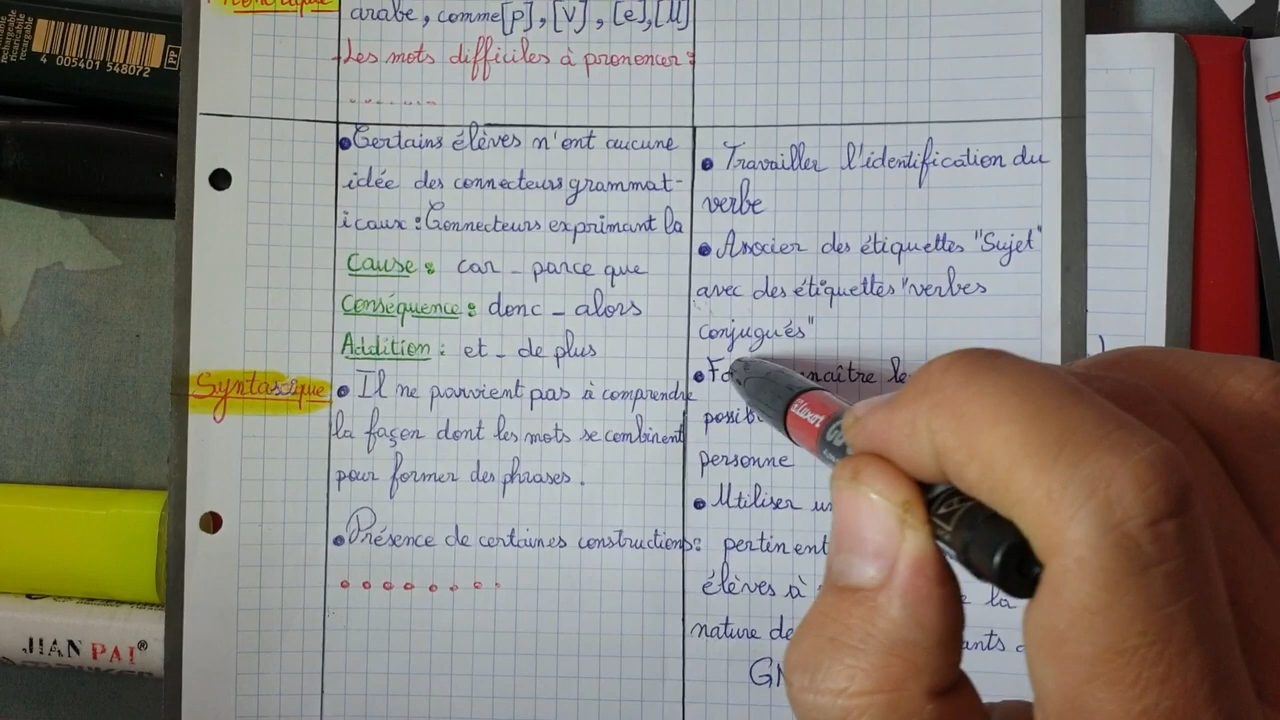 arabe, comme [p], [V], [e], [U]
Les mots difficiles à prononcer :
.......
•Certains élèves n'ont aucune
idée des connecteurs grammat-
icaux : Connecteurs exprimant la
Cause : car - parce que
Conséquence : donc - alors
Addition : et - de plus
Syntaxique
• Il ne parvient pas à comprendre
la façon dont les mots se combinent
pour former des phrases.
•Présence de certaines constructions :
• Travailler l'identification du
verbe
• Associer des étiquettes "Sujet"
avec des étiquettes "verbes
conjugués"
• naître le
personne
• Utiliser
pertinent
élèves à la
nature de
rechargeable
recargable
4 005401 548072
PP
JIAN PAI®